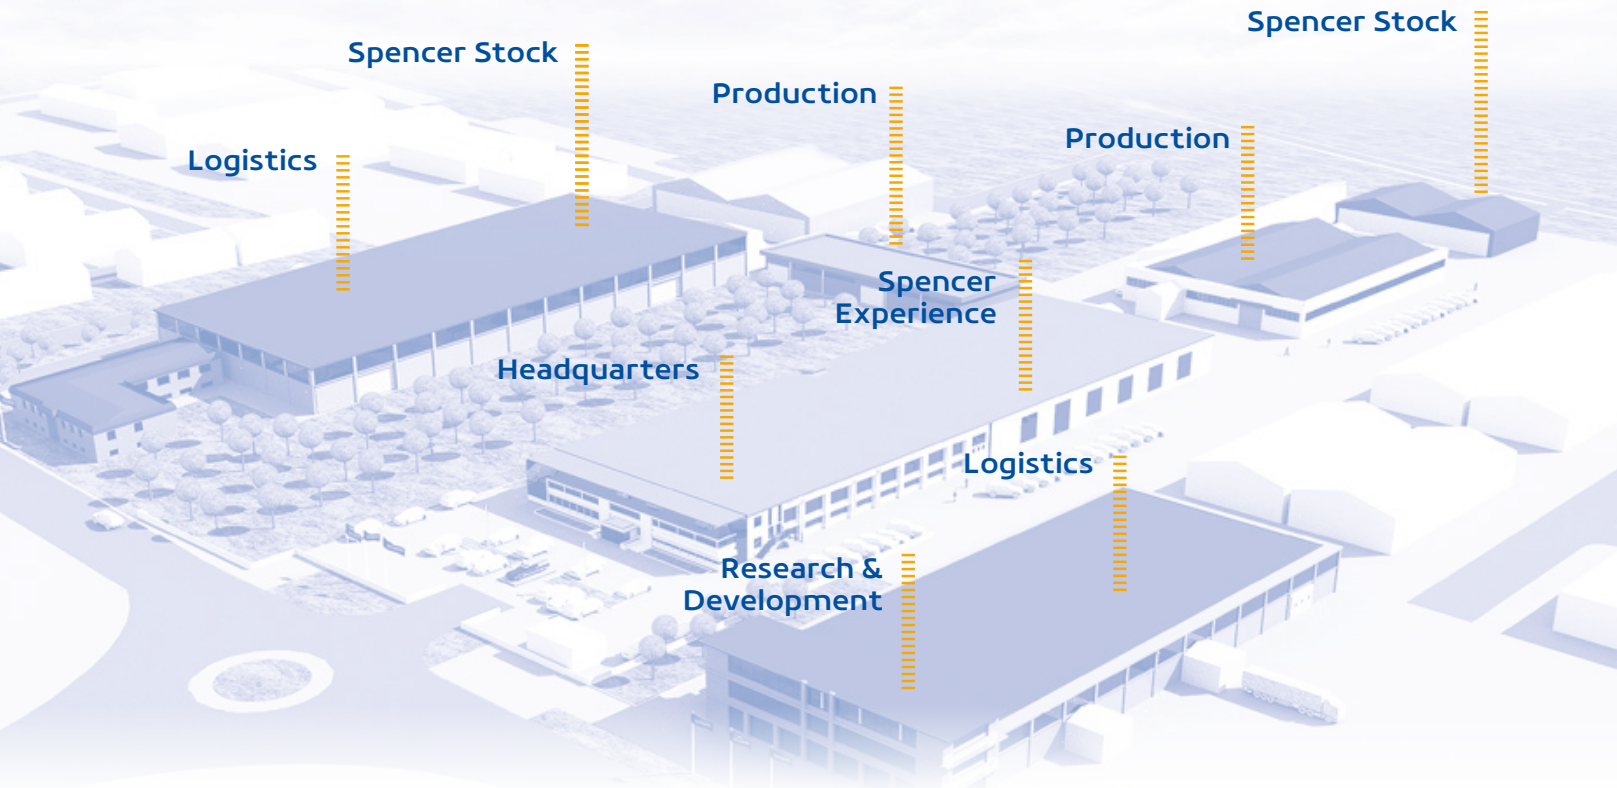 Spencer Stock
Spencer Stock
Production
Production
Logistics
Spencer
Experience
Headquarters
Logistics
Research &
Development